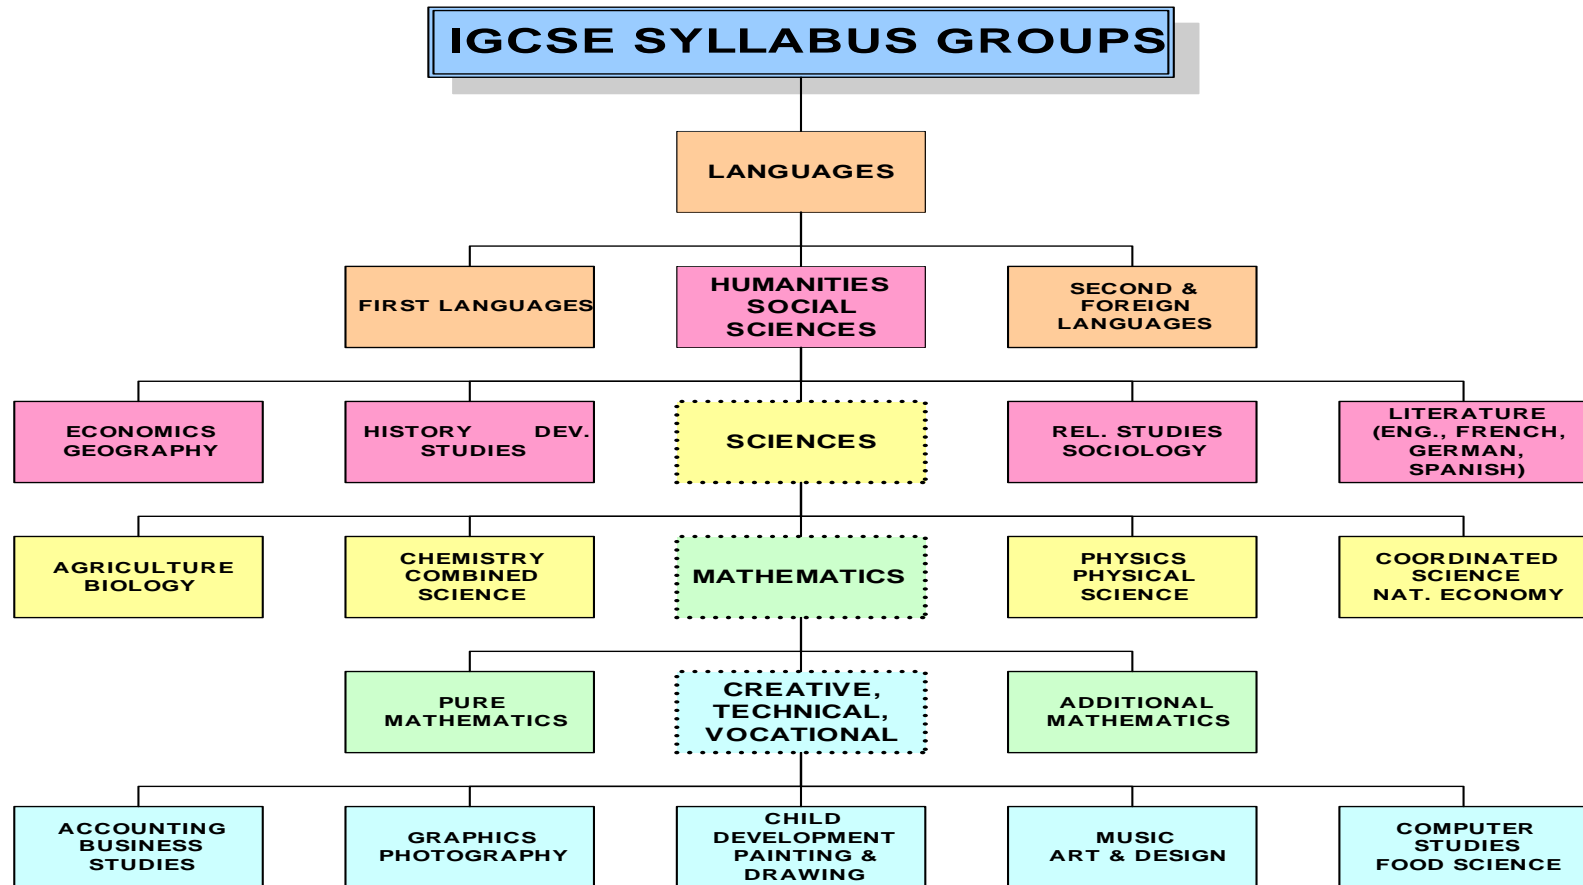 IGCSE SYLLABUS GROUPS
LANGUAGES
FIRST LANGUAGES
HUMANITIES
SOCIAL
SCIENCES
SECOND &
FOREIGN
LANGUAGES
ECONOMICS
GEOGRAPHY
HISTORY DEV.
STUDIES
SCIENCES
REL. STUDIES
SOCIOLOGY
LITERATURE
(ENG., FRENCH,
GERMAN,
SPANISH)
AGRICULTURE
BIOLOGY
CHEMISTRY
COMBINED
SCIENCE
MATHEMATICS
PHYSICS
PHYSICAL
SCIENCE
COORDINATED
SCIENCE
NAT. ECONOMY
PURE
MATHEMATICS
CREATIVE,
TECHNICAL,
VOCATIONAL
ADDITIONAL
MATHEMATICS
ACCOUNTING
BUSINESS
STUDIES
GRAPHICS
PHOTOGRAPHY
CHILD
DEVELOPMENT
PAINTING &
DRAWING
MUSIC
ART & DESIGN
COMPUTER
STUDIES
FOOD SCIENCE